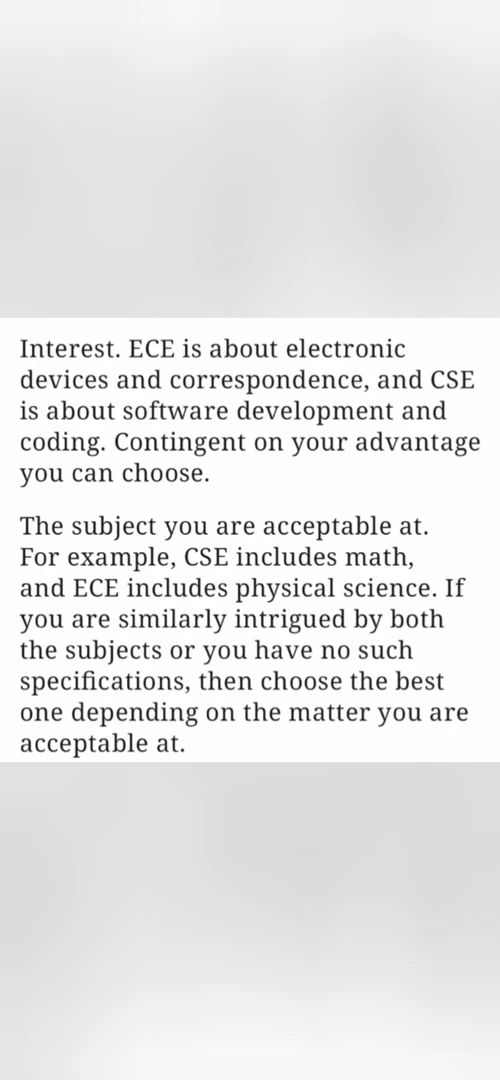 Interest. ECE is about electronic
devices and correspondence, and CSE
is about software development and
coding. Contingent on your advantage
you can choose.
The subject you are acceptable at.
For example, CSE includes math,
and ECE includes physical science. If
you are similarly intrigued by both
the subjects or you have no such
specifications, then choose the best
one depending on the matter you are
acceptable at.